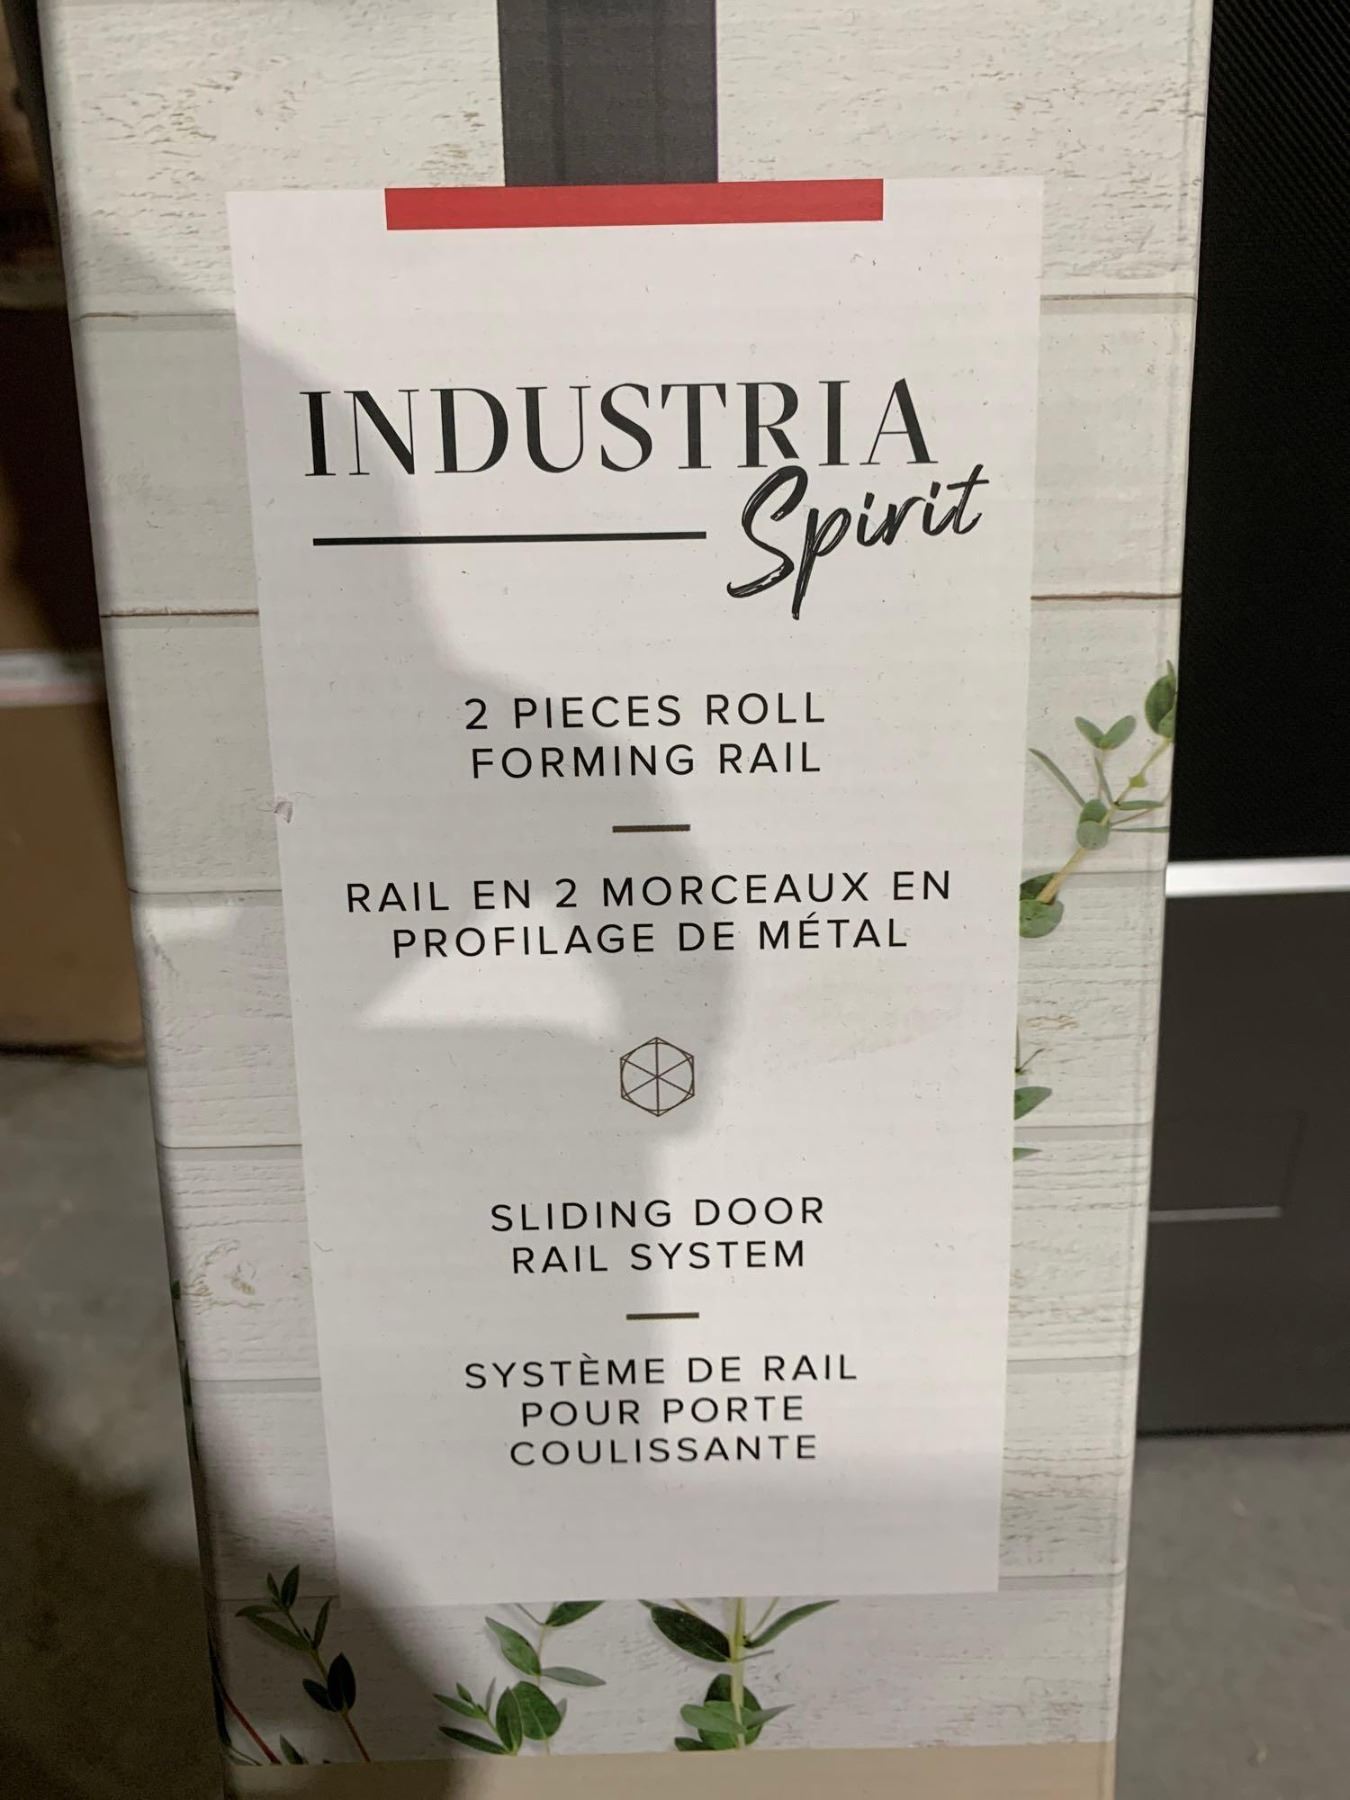 INDUSTRIA
Spirit
2 PIECES ROLL
FORMING RAIL
RAIL EN 2 MORCEAUX EN
PROFILAGE DE MÉTAL
SLIDING DOOR
RAIL SYSTEM
SYSTÈME DE RAIL
POUR PORTE
COULISSANTE